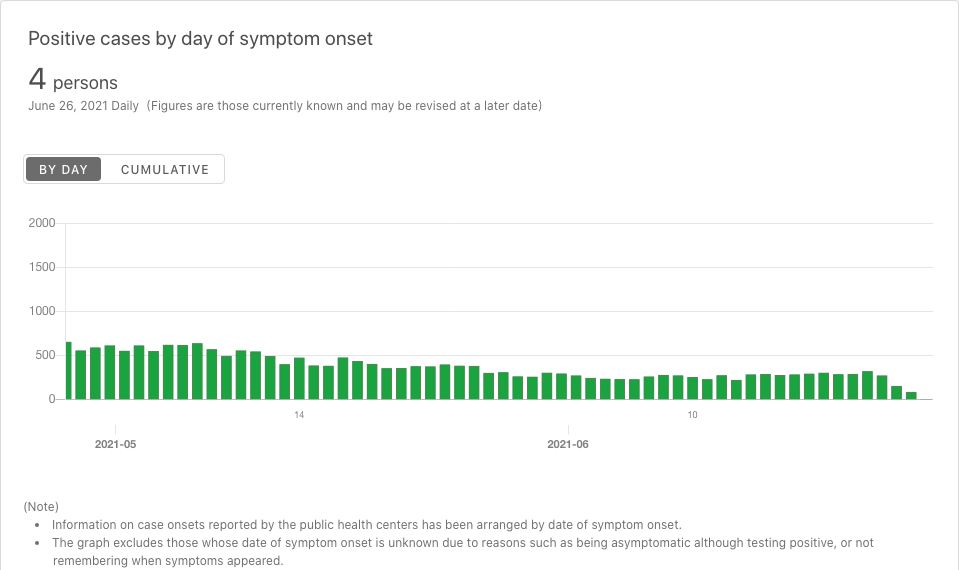 Positive cases by day of symptom onset
4 persons
June 26, 2021 Daily (Figures are those currently known and may be revised at a later date)
BY DAY CUMULATIVE
2000
1500
1000
500
0
14 10
2021-05 2021-06
(Note)
• Information on case onsets reported by the public health centers has been arranged by date of symptom onset.
• The graph excludes those whose date of symptom onset is unknown due to reasons such as being asymptomatic although testing positive, or not
remembering when symptoms appeared.